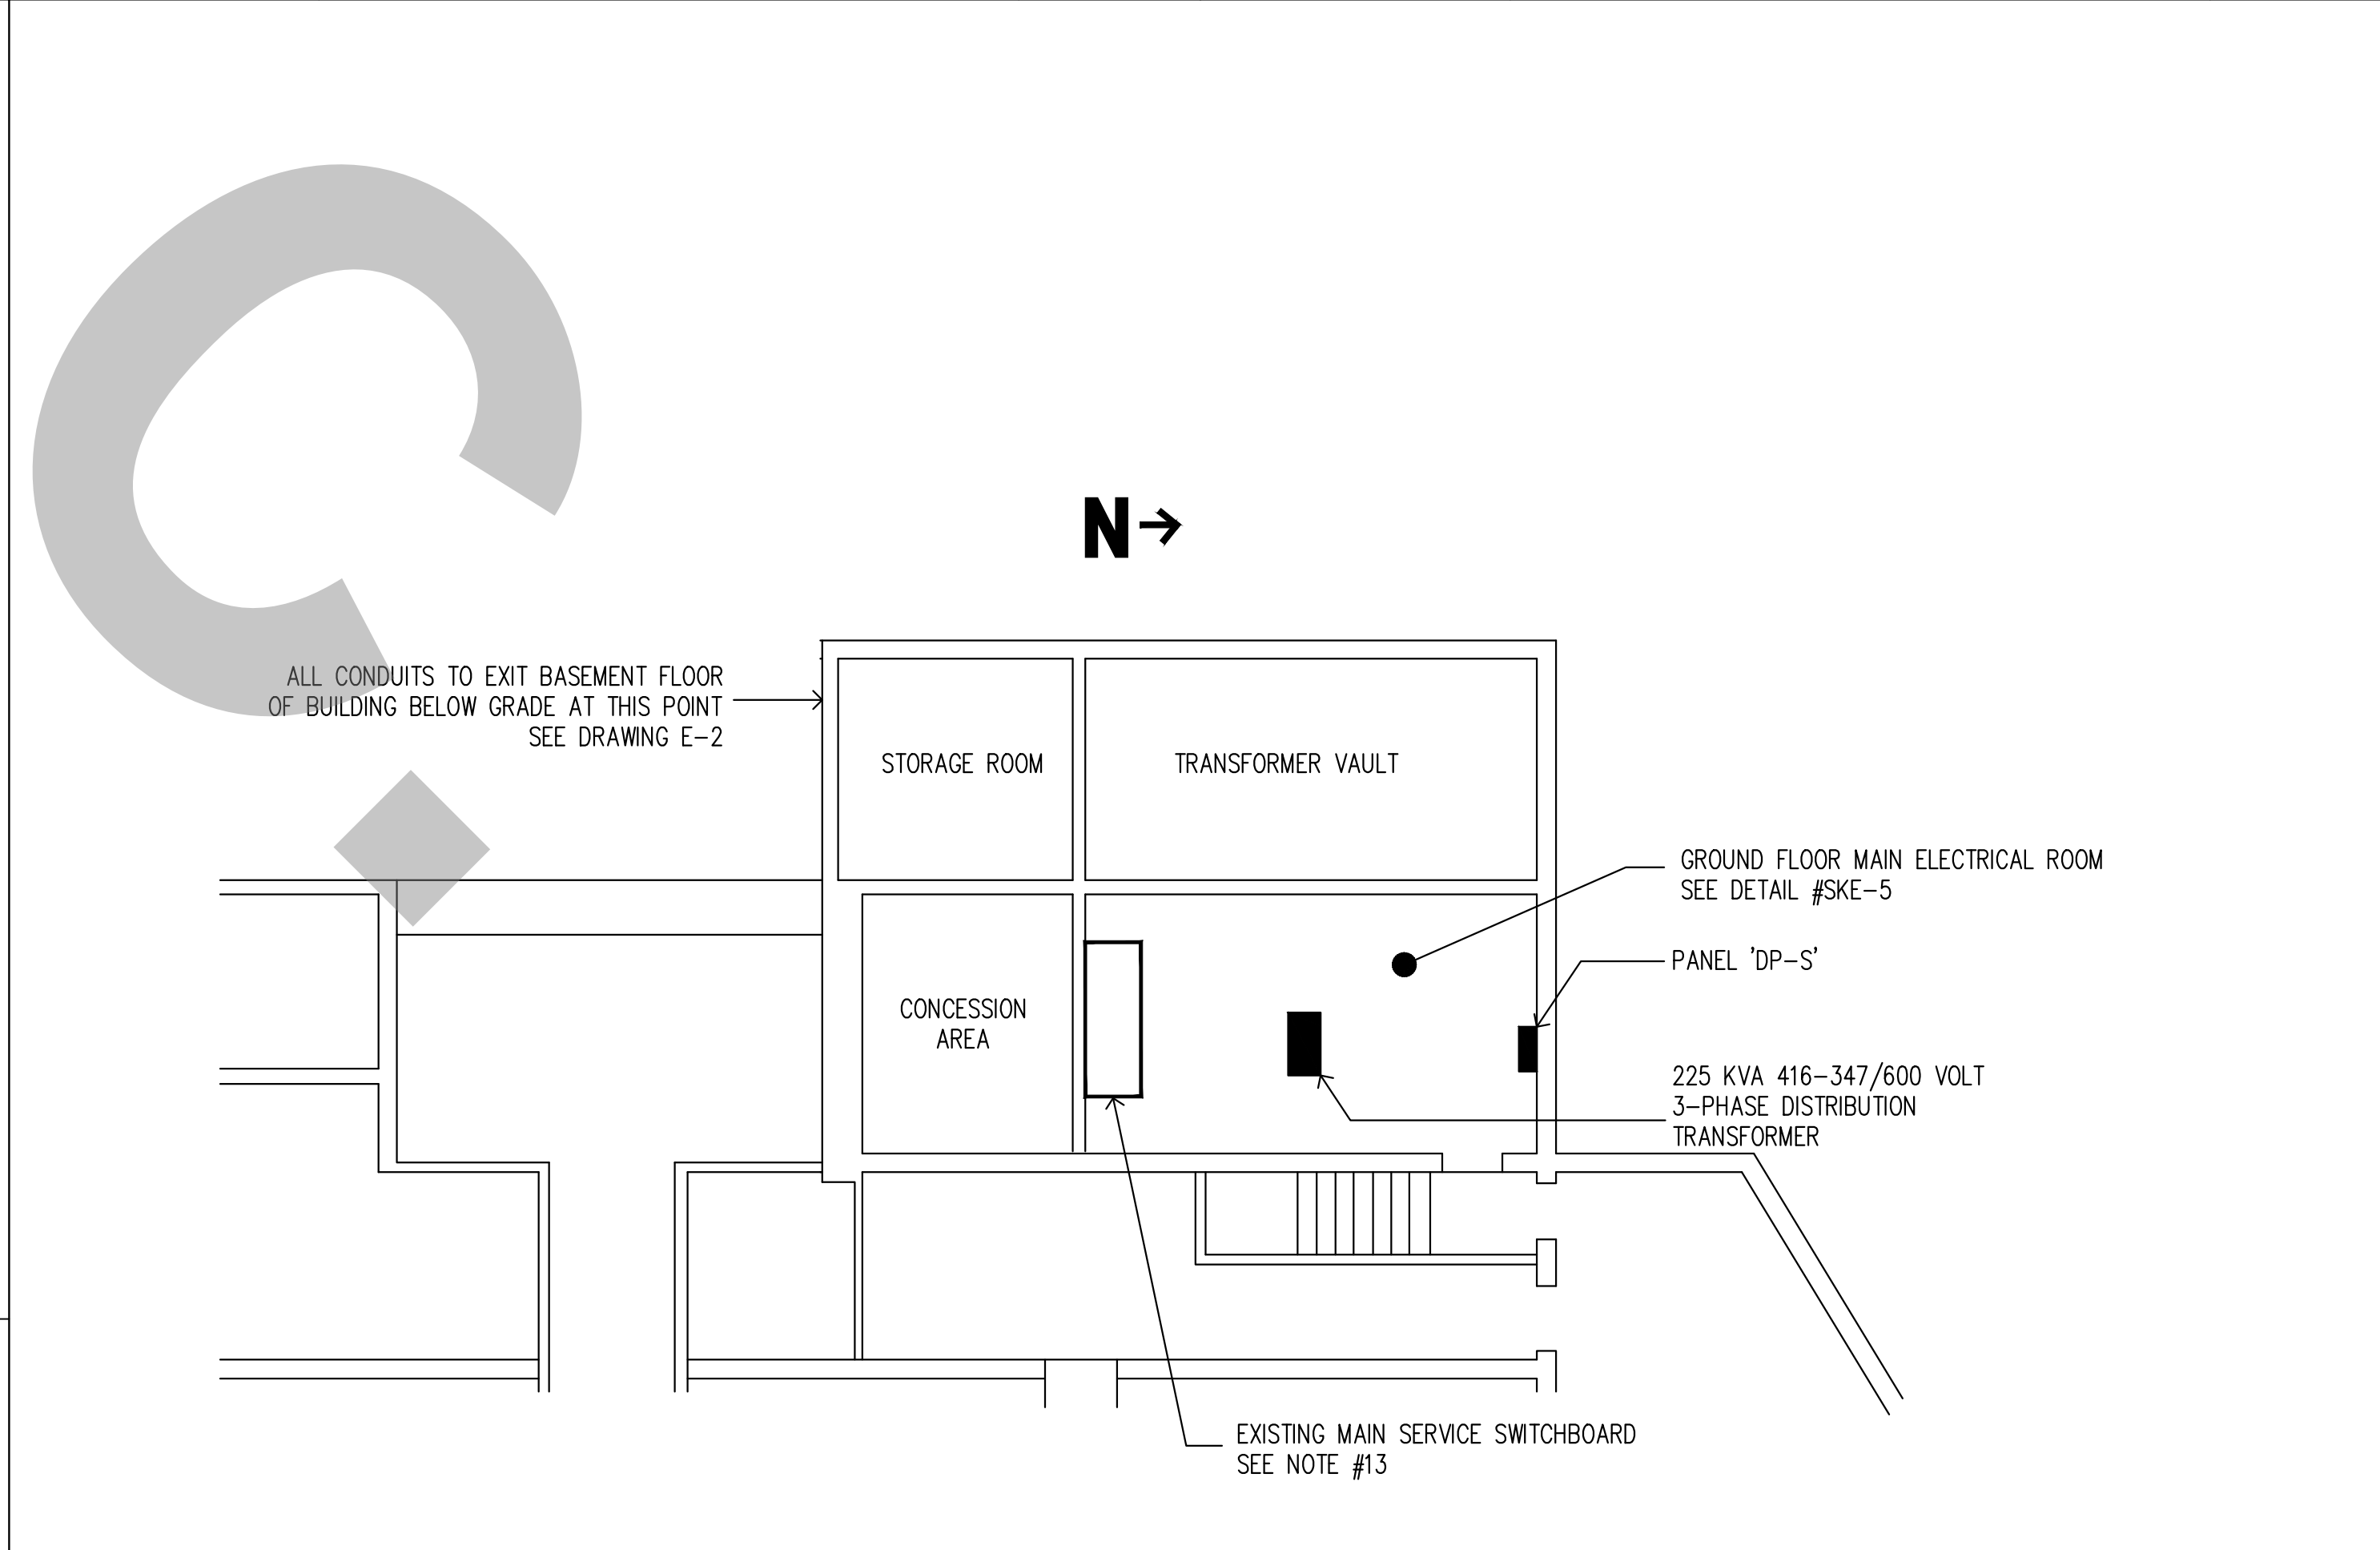 N
ALL CONDUITS TO EXIT BASEMENT FLOOR
OF BUILDING BELOW GRADE AT THIS POINT
SEE DRAWING E-2
STORAGE ROOM
TRANSFORMER VAULT
GROUND FLOOR MAIN ELECTRICAL ROOM
SEE DETAIL #SKE-5
PANEL 'DP-S'
CONCESSION
AREA
225 KVA 416-347/600 VOLT
3-PHASE DISTRIBUTION
TRANSFORMER
EXISTING MAIN SERVICE SWITCHBOARD
SEE NOTE #13